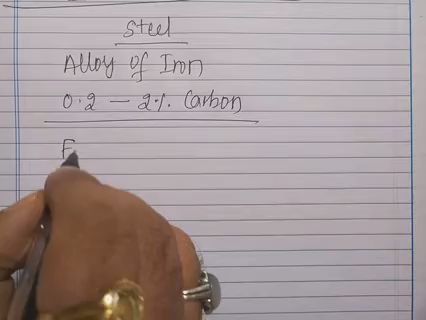 Steel
Alloy of Iron
0.2 — 2%. Carbon
F